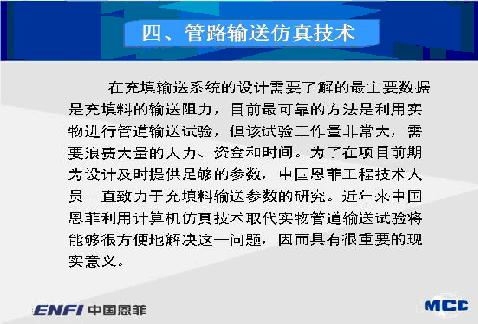 四、管路输送仿真技术
在充填输送系统的设计需要了解的最主要数据
是充填料的输送阻力，目前最可靠的方法是利用实
物进行管道输送试验，但该试验工作量非常大，需
要浪费大量的人力、资金和时间。为了在项目前期
为设计及时提供足够的参数，中国恩菲工程技术人
员一直致力于充填料输送参数的研究。近年来中国
恩菲利用计算机仿真技术取代实物管道输送试验将
能够很方便地解决这一问题，因而具有很重要的现
实意义。
ENFI 中国恩菲
MCC